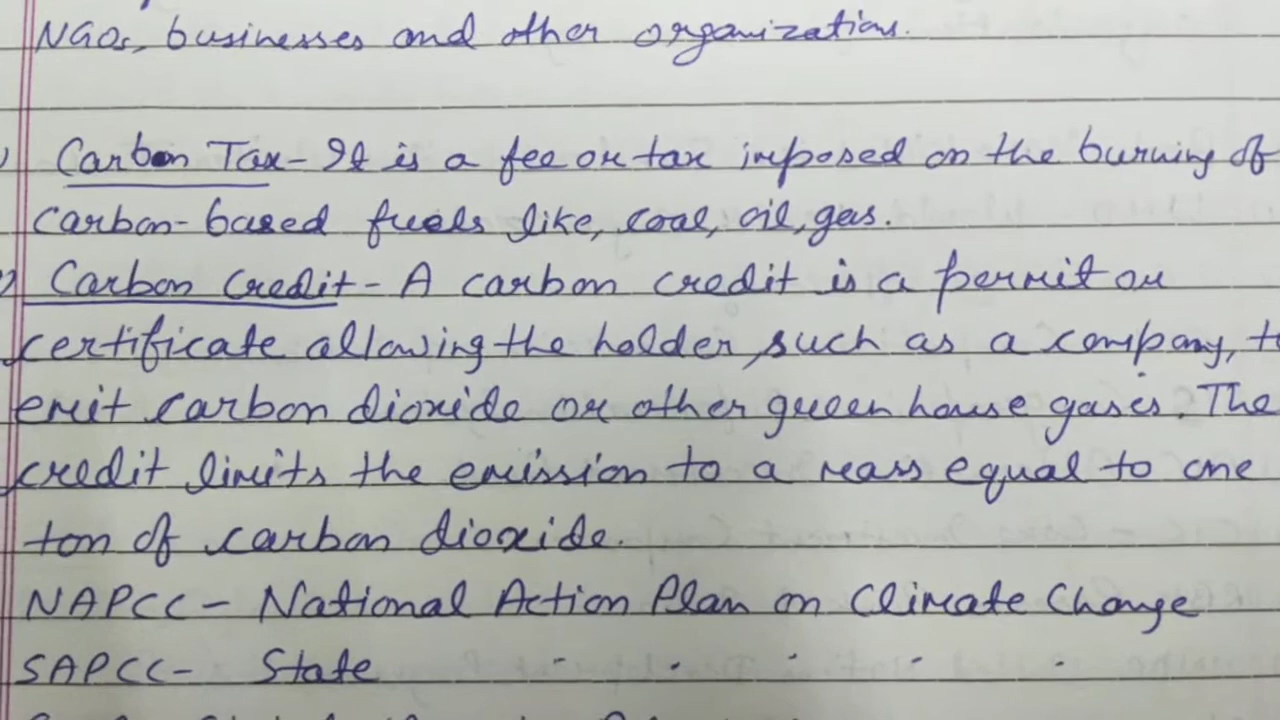 NGOs, businesses and other organizations.
1) Carbon Tax - It is a fee or tax imposed on the burning of
carbon-based fuels like, coal, oil, gas.
2) Carbon Credit - A carbon credit is a permit or
certificate allowing the holder, such as a company, to
emit carbon dioxide or other green house gases. The
credit limits the emission to a mass equal to one
ton of carbon dioxide.
NAPCC - National Action Plan on Climate Change
SAPCC - State - . . . .